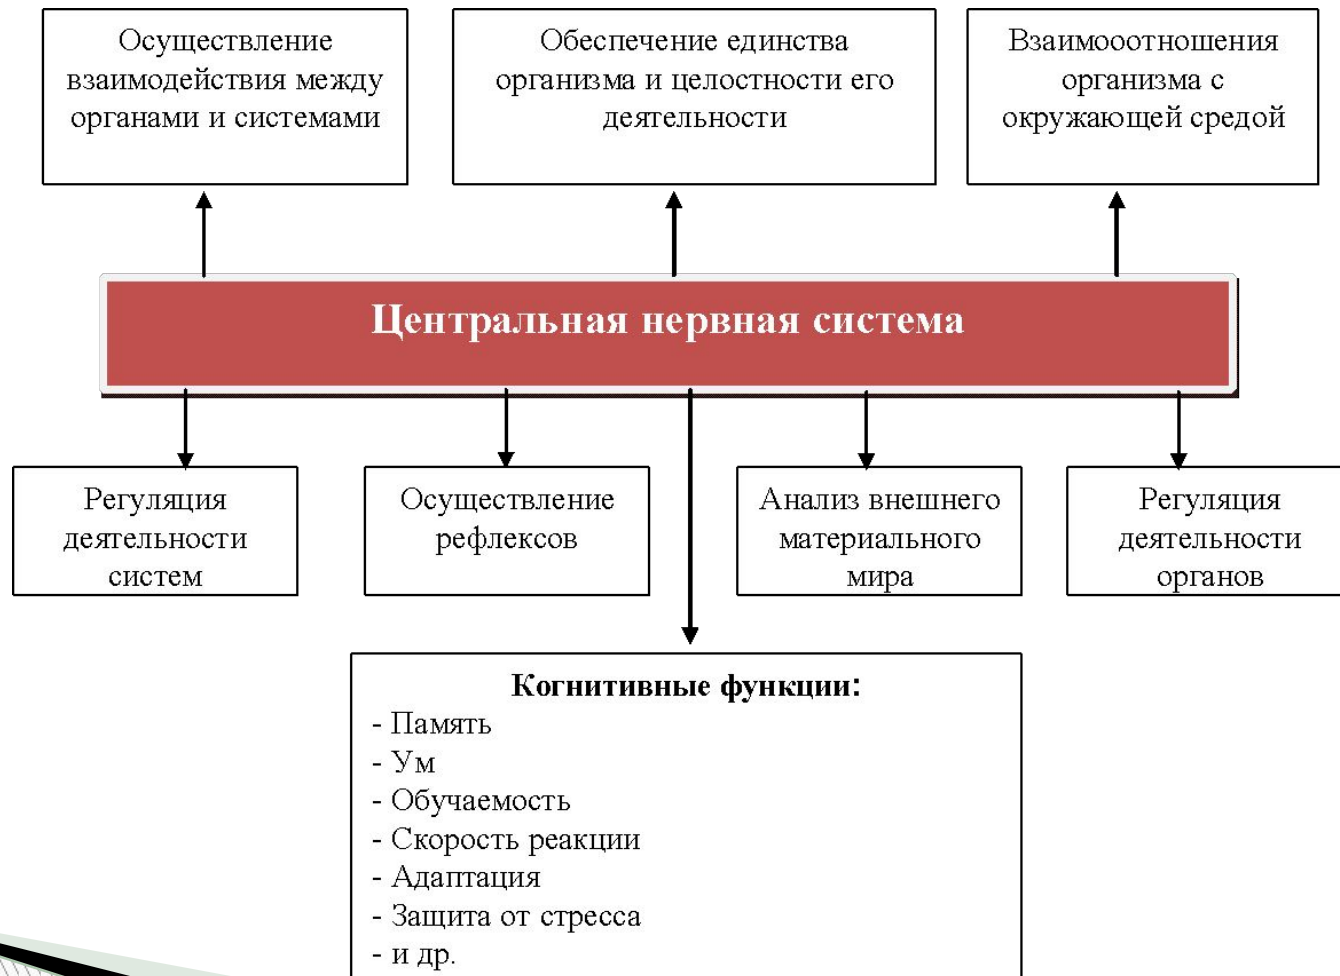 Осуществление
взаимодействия между
органами и системами
Обеспечение единства
организма и целостности его
деятельности
Взаимооотношения
организма с
окружающей средой
Центральная нервная система
Регуляция
деятельности
систем
Осуществление
рефлексов
Анализ внешнего
материального
мира
Регуляция
деятельности
органов
Когнитивные функции:
- Память
- Ум
- Обучаемость
- Скорость реакции
- Адаптация
- Защита от стресса
- и др.